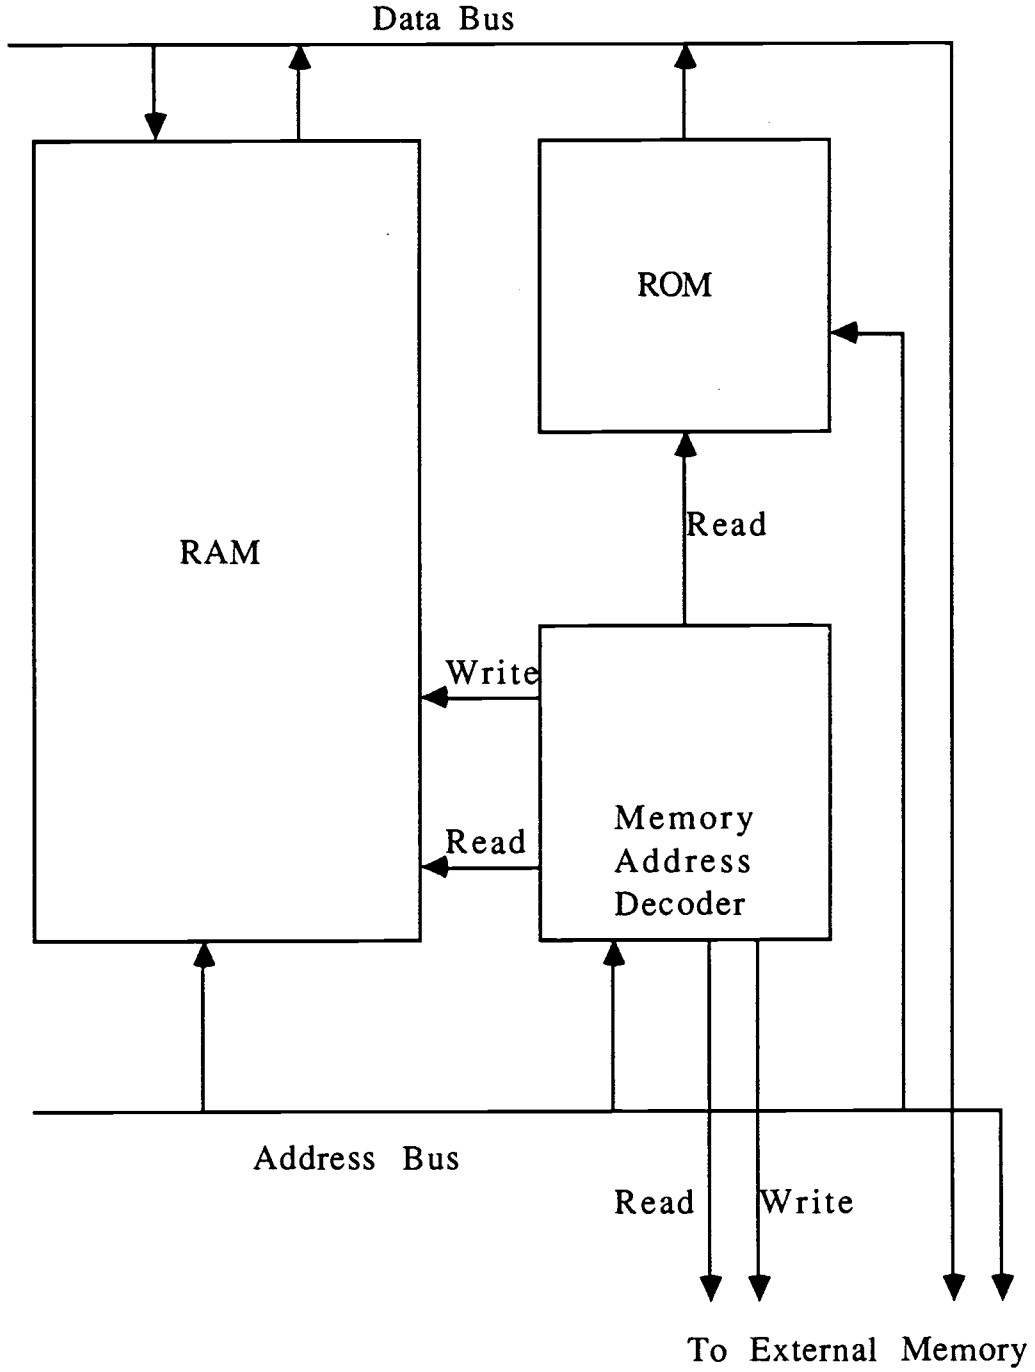 Data Bus
ROM
Read
RAM
Write
Read
Memory
Address
Decoder
Address Bus
Read
Write
To External Memory